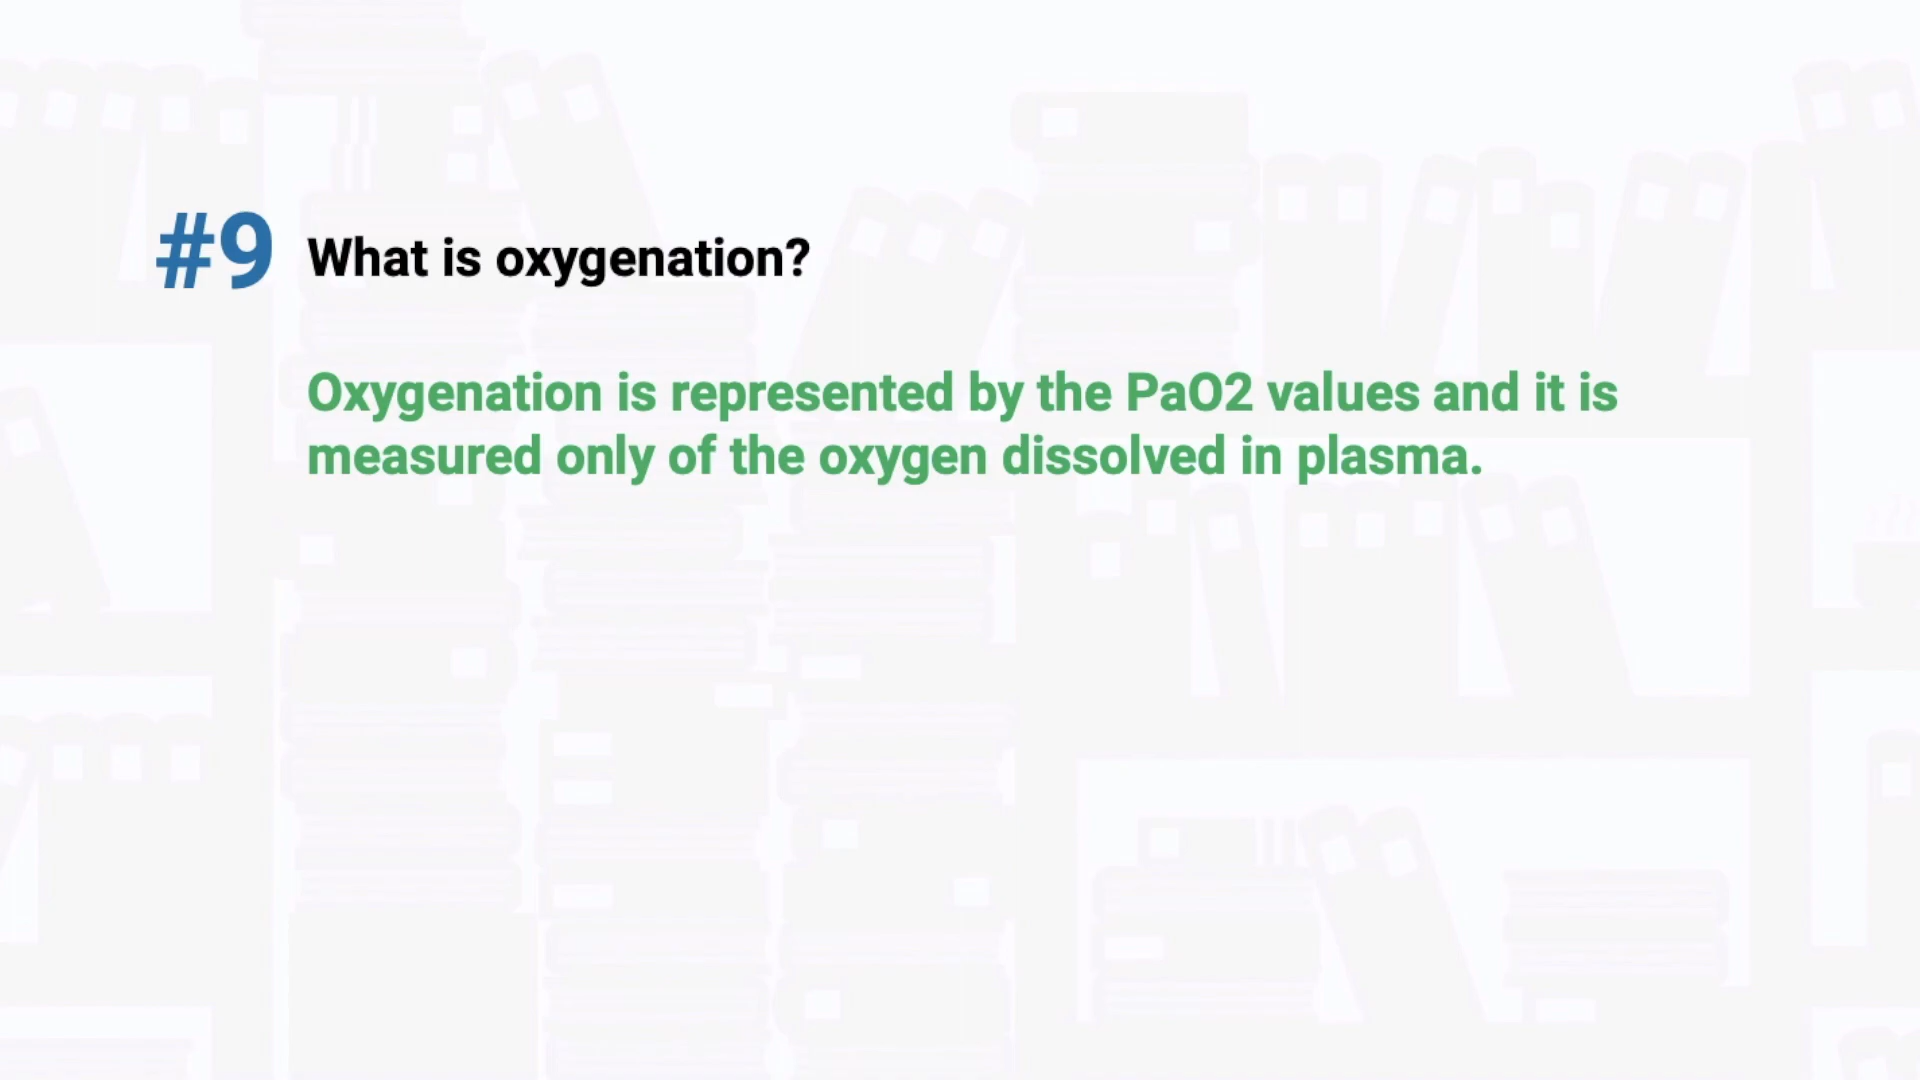 #9 What is oxygenation?
Oxygenation is represented by the PaO2 values and it is
measured only of the oxygen dissolved in plasma.